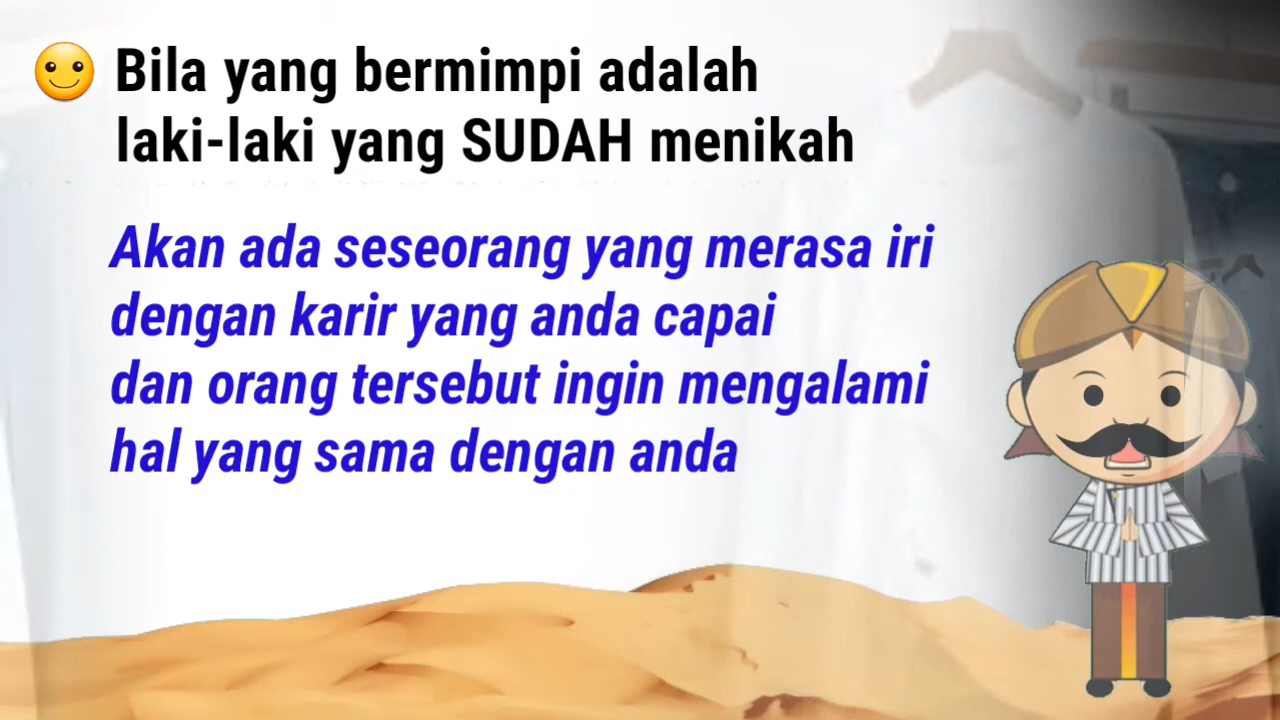 Bila yang bermimpi adalah
laki-laki yang SUDAH menikah
Akan ada seseorang yang merasa iri
dengan karir yang anda capai
dan orang tersebut ingin mengalami
hal yang sama dengan anda